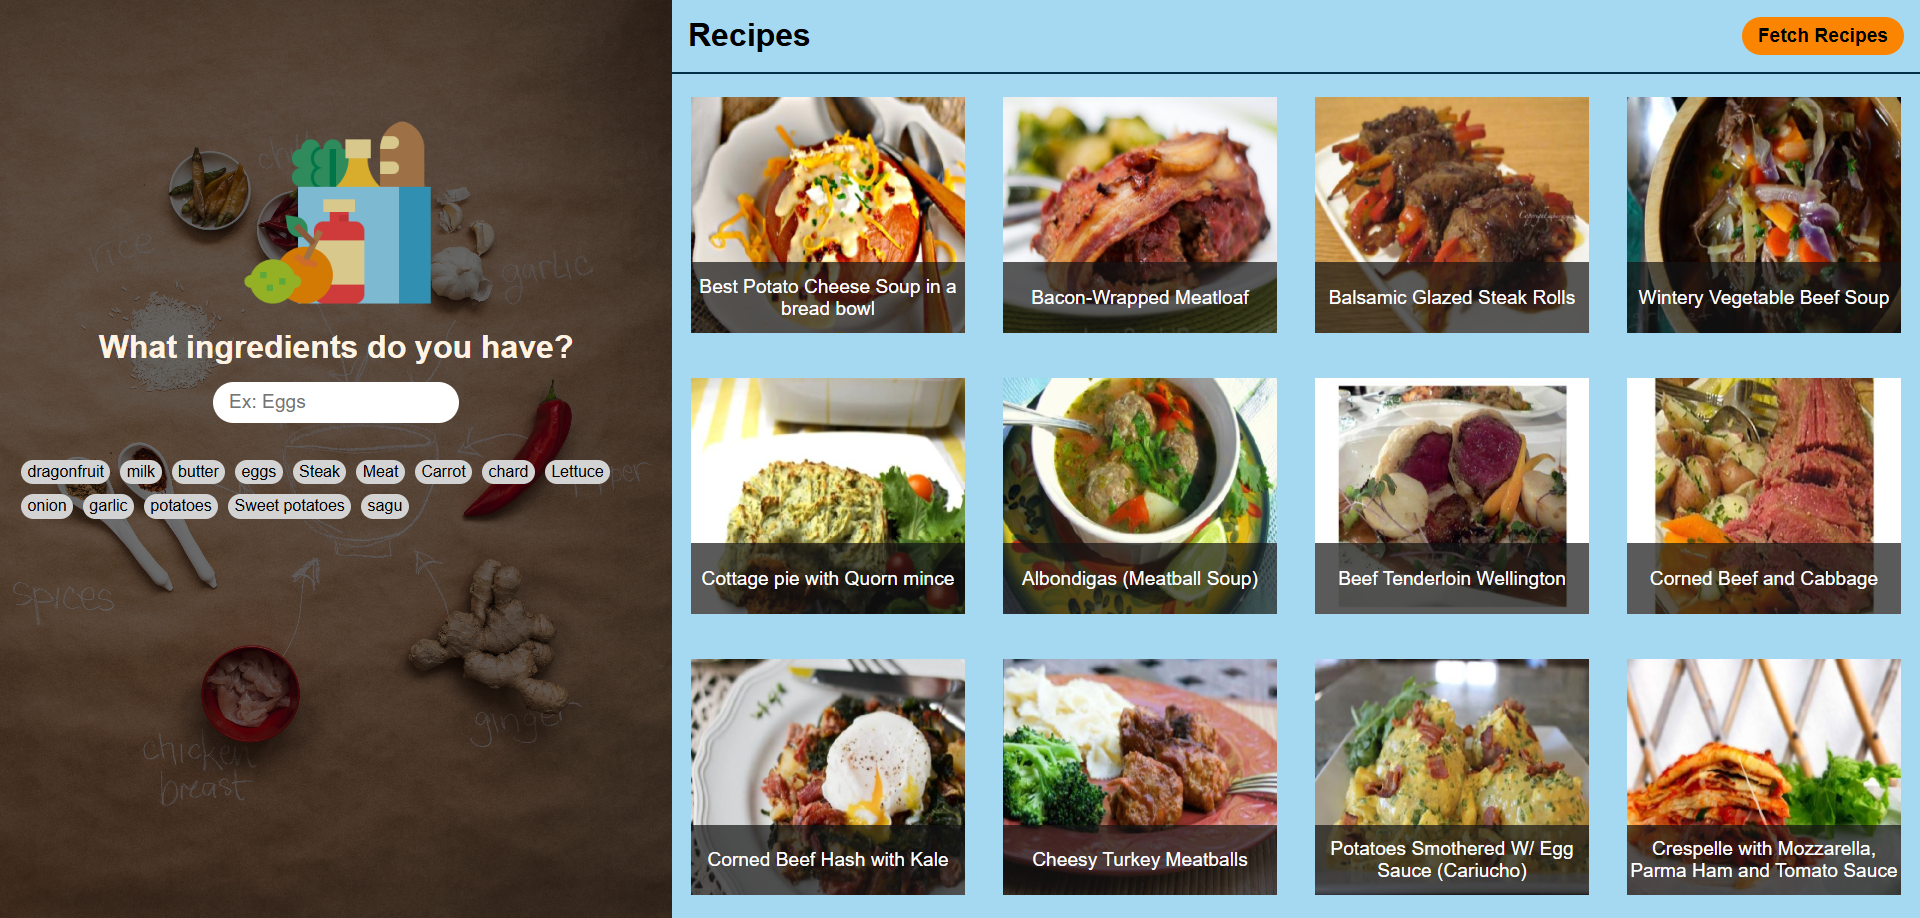 rice
garlic
What ingredients do you have?
Ex: Eggs
dragonfruit milk butter eggs Steak Meat Carrot chard Lettuce
onion garlic potatoes Sweet potatoes sagu
spices
ginger
chicken
breast
Recipes
Fetch Recipes
Best Potato Cheese Soup in a
bread bowl
Bacon-Wrapped Meatloaf
Balsamic Glazed Steak Rolls
Wintery Vegetable Beef Soup
Cottage pie with Quorn mince
Albondigas (Meatball Soup)
Beef Tenderloin Wellington
Corned Beef and Cabbage
Corned Beef Hash with Kale
Cheesy Turkey Meatballs
Potatoes Smothered W/ Egg
Sauce (Cariucho)
Crespelle with Mozzarella,
Parma Ham and Tomato Sauce